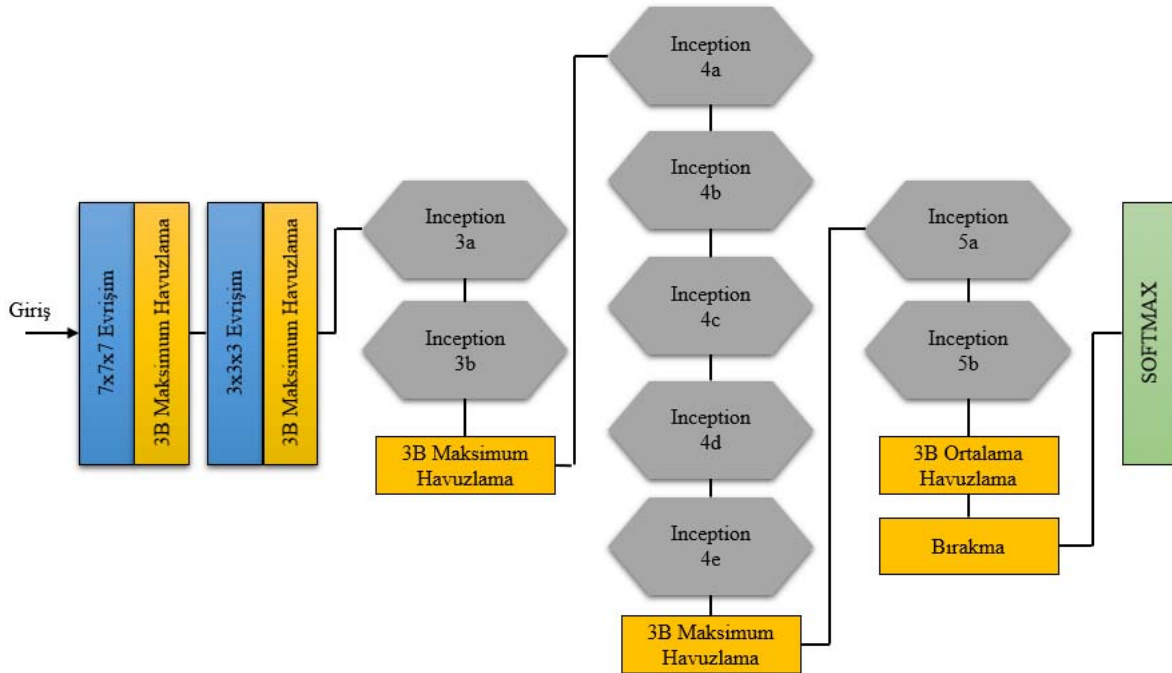 Giriş
7x7x7 Evrişim
3B Maksimum Havuzlama
3x3x3 Evrişim
3B Maksimum Havuzlama
Inception
3a
Inception
3b
3B Maksimum
Havuzlama
Inception
4a
Inception
4b
Inception
4c
Inception
4d
Inception
4e
3B Maksimum
Havuzlama
Inception
5a
Inception
5b
3B Ortalama
Havuzlama
Bırakma
SOFTMAX